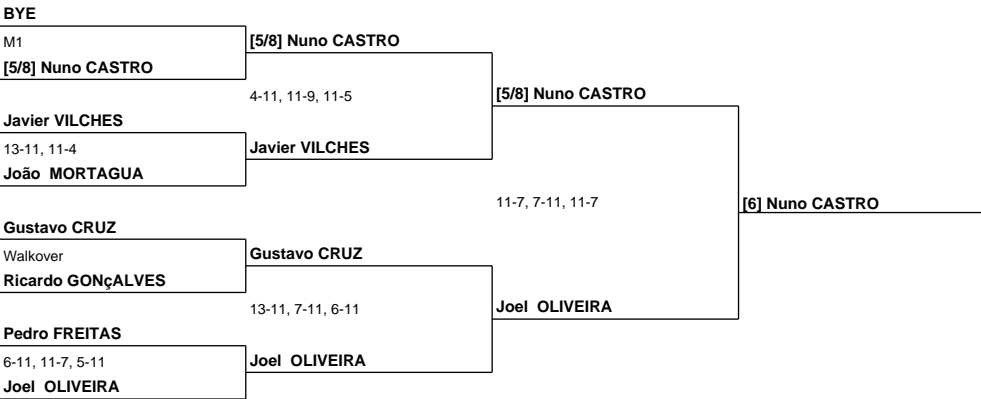 BYE
M1
[5/8] Nuno CASTRO
[5/8] Nuno CASTRO
4-11, 11-9, 11-5
Javier VILCHES
13-11, 11-4
João MORTAGUA
Javier VILCHES
[5/8] Nuno CASTRO
11-7, 7-11, 11-7
[6] Nuno CASTRO
Gustavo CRUZ
Walkover
Ricardo GONçALVES
Gustavo CRUZ
13-11, 7-11, 6-11
Joel OLIVEIRA
Pedro FREITAS
6-11, 11-7, 5-11
Joel OLIVEIRA
Joel OLIVEIRA